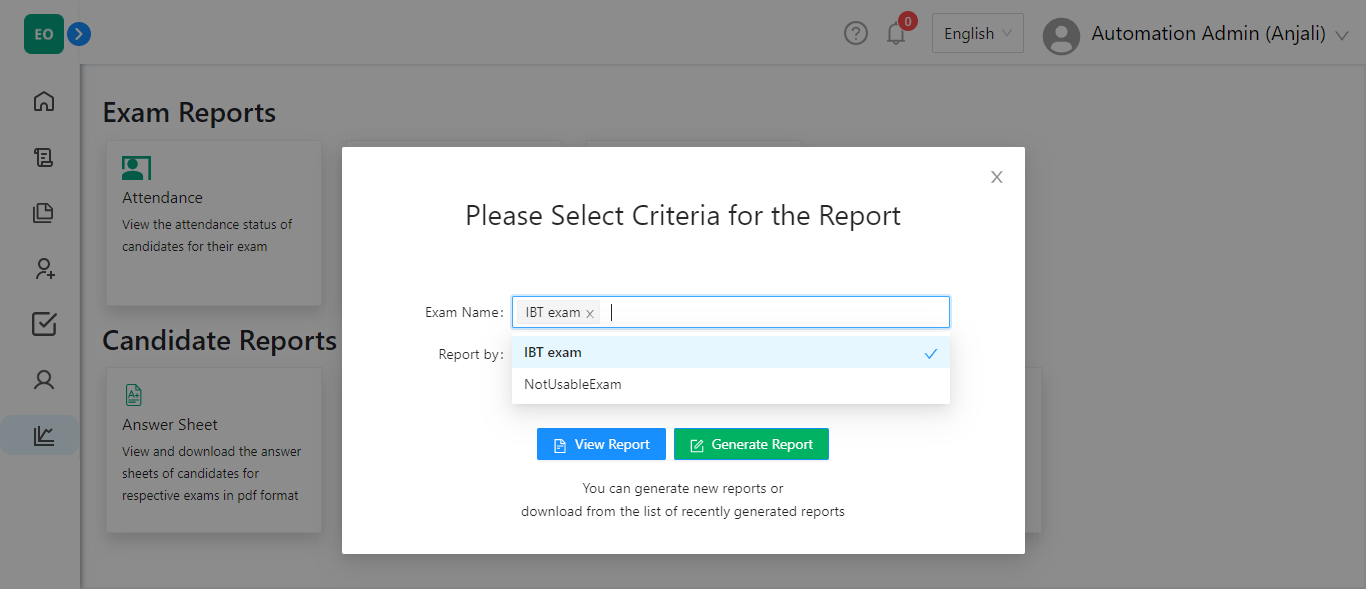 EO
0
English
Automation Admin (Anjali)
Exam Reports
Attendance
View the attendance status of
candidates for their exam
Candidate Reports
Answer Sheet
View and download the answer
sheets of candidates for
respective exams in pdf format
Please Select Criteria for the Report
Exam Name:
IBT exam
Report by:
IBT exam
NotUsableExam
View Report
Generate Report
You can generate new reports or
download from the list of recently generated reports